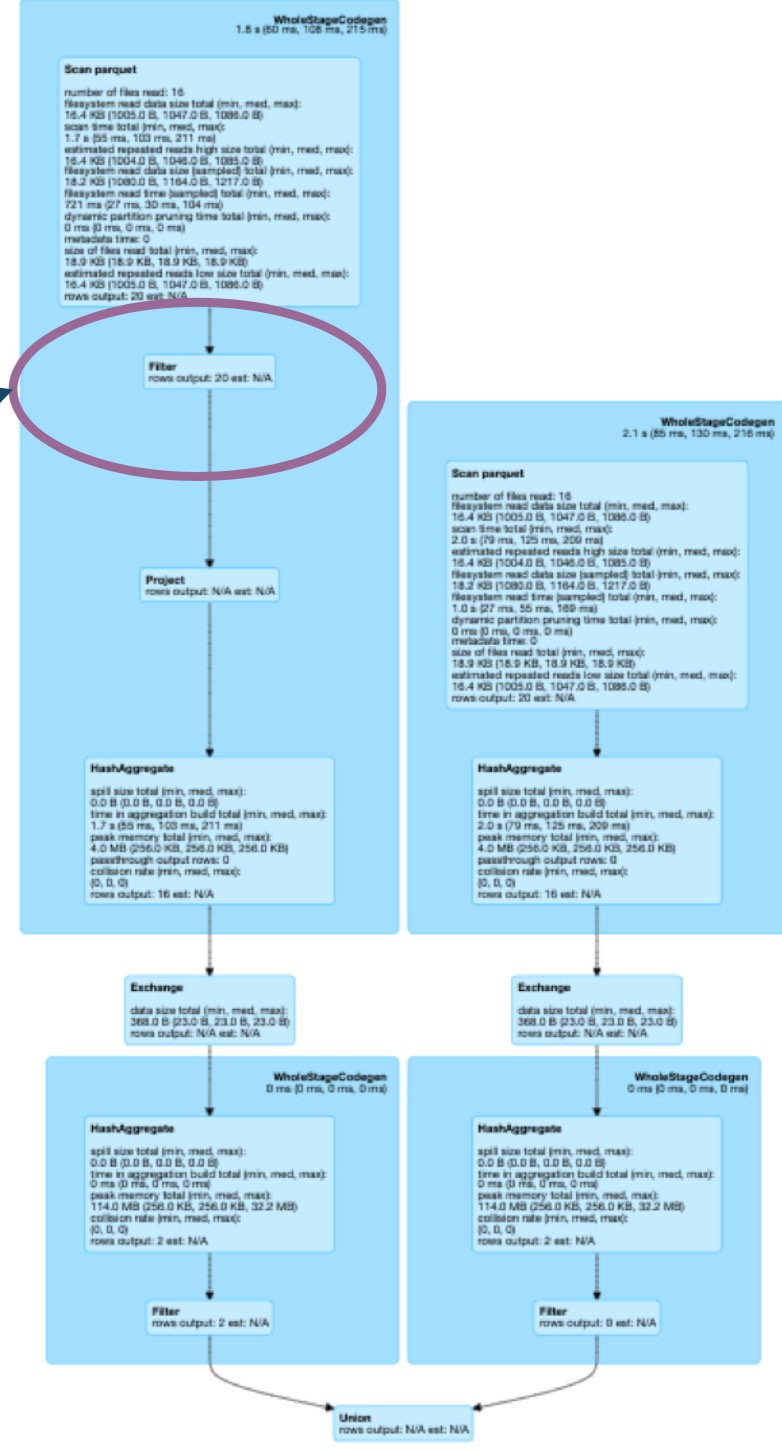 WholeStageCodegen
1.8 s (60 ms, 108 ms, 215 ms)
Scan parquet
number of files read: 16
filesystem read data size total (min, med, max):
16.4 KB (1005.0 B, 1047.0 B, 1086.0 B)
scan time total (min, med, max):
1.7 s (55 ms, 103 ms, 211 ms)
estimated repeated reads high size total (min, med, max):
16.4 KB (1004.0 B, 1046.0 B, 1085.0 B)
filesystem read data size (sampled) total (min, med, max):
18.2 KB (1080.0 B, 1164.0 B, 1217.0 B)
filesystem read time (sampled) total (min, med, max):
721 ms (27 ms, 30 ms, 104 ms)
dynamic partition pruning time total (min, med, max):
0 ms (0 ms, 0 ms, 0 ms)
metadata time: 0
size of files read total (min, med, max):
18.9 KB (18.9 KB, 18.9 KB, 18.9 KB)
estimated repeated reads low size total (min, med, max):
16.4 KB (1005.0 B, 1047.0 B, 1086.0 B)
rows output: 20 est: N/A
Filter
rows output: 20 est: N/A
Project
rows output: N/A est: N/A
HashAggregate
spill size total (min, med, max):
0.0 B (0.0 B, 0.0 B, 0.0 B)
time in aggregation build total (min, med, max):
1.7 s (55 ms, 103 ms, 211 ms)
peak memory total (min, med, max):
4.0 MB (256.0 KB, 256.0 KB, 256.0 KB)
passthrough output rows: 0
collision rate (min, med, max):
(0, 0, 0)
rows output: 16 est: N/A
Exchange
data size total (min, med, max):
368.0 B (23.0 B, 23.0 B, 23.0 B)
rows output: N/A est: N/A
WholeStageCodegen
0 ms (0 ms, 0 ms, 0 ms)
HashAggregate
spill size total (min, med, max):
0.0 B (0.0 B, 0.0 B, 0.0 B)
time in aggregation build total (min, med, max):
0 ms (0 ms, 0 ms, 0 ms)
peak memory total (min, med, max):
114.0 MB (256.0 KB, 256.0 KB, 32.2 MB)
collision rate (min, med, max):
(0, 0, 0)
rows output: 2 est: N/A
Filter
rows output: 2 est: N/A
WholeStageCodegen
2.1 s (85 ms, 130 ms, 216 ms)
Scan parquet
number of files read: 16
filesystem read data size total (min, med, max):
16.4 KB (1005.0 B, 1047.0 B, 1086.0 B)
scan time total (min, med, max):
2.0 s (79 ms, 125 ms, 209 ms)
estimated repeated reads high size total (min, med, max):
16.4 KB (1004.0 B, 1046.0 B, 1085.0 B)
filesystem read data size (sampled) total (min, med, max):
18.2 KB (1080.0 B, 1164.0 B, 1217.0 B)
filesystem read time (sampled) total (min, med, max):
1.0 s (27 ms, 55 ms, 169 ms)
dynamic partition pruning time total (min, med, max):
0 ms (0 ms, 0 ms, 0 ms)
metadata time: 0
size of files read total (min, med, max):
18.9 KB (18.9 KB, 18.9 KB, 18.9 KB)
estimated repeated reads low size total (min, med, max):
16.4 KB (1005.0 B, 1047.0 B, 1086.0 B)
rows output: 20 est: N/A
HashAggregate
spill size total (min, med, max):
0.0 B (0.0 B, 0.0 B, 0.0 B)
time in aggregation build total (min, med, max):
2.0 s (79 ms, 125 ms, 209 ms)
peak memory total (min, med, max):
4.0 MB (256.0 KB, 256.0 KB, 256.0 KB)
passthrough output rows: 0
collision rate (min, med, max):
(0, 0, 0)
rows output: 16 est: N/A
Exchange
data size total (min, med, max):
368.0 B (23.0 B, 23.0 B, 23.0 B)
rows output: N/A est: N/A
WholeStageCodegen
0 ms (0 ms, 0 ms, 0 ms)
HashAggregate
spill size total (min, med, max):
0.0 B (0.0 B, 0.0 B, 0.0 B)
time in aggregation build total (min, med, max):
0 ms (0 ms, 0 ms, 0 ms)
peak memory total (min, med, max):
114.0 MB (256.0 KB, 256.0 KB, 32.2 MB)
collision rate (min, med, max):
(0, 0, 0)
rows output: 2 est: N/A
Filter
rows output: 0 est: N/A
Union
rows output: N/A est: N/A